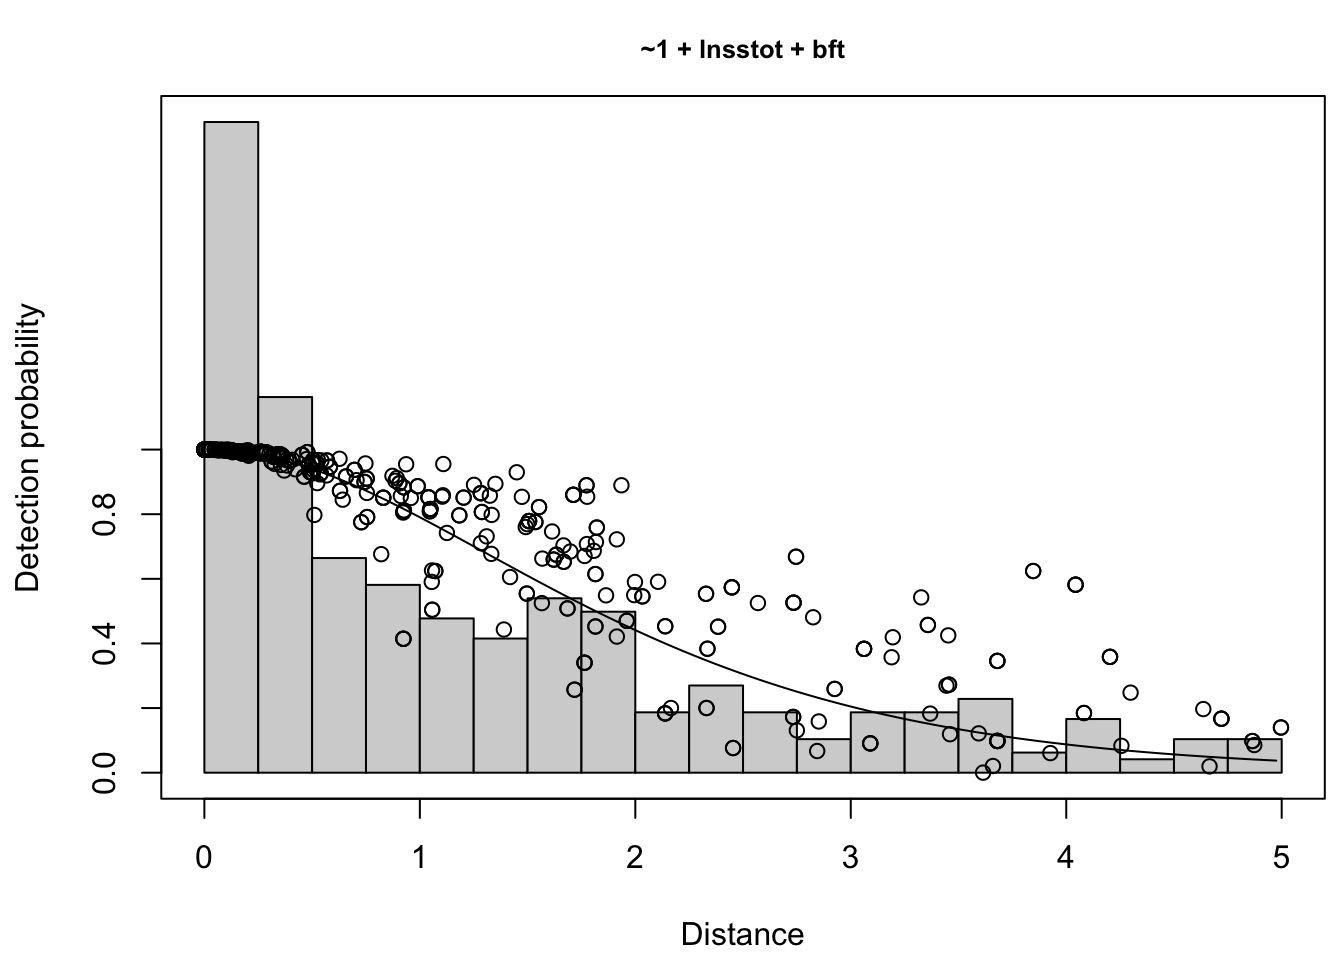 ~1 + lnsstot + bft
Detection probability
0.8
0.4
0.0
0 1 2 3 4 5
Distance